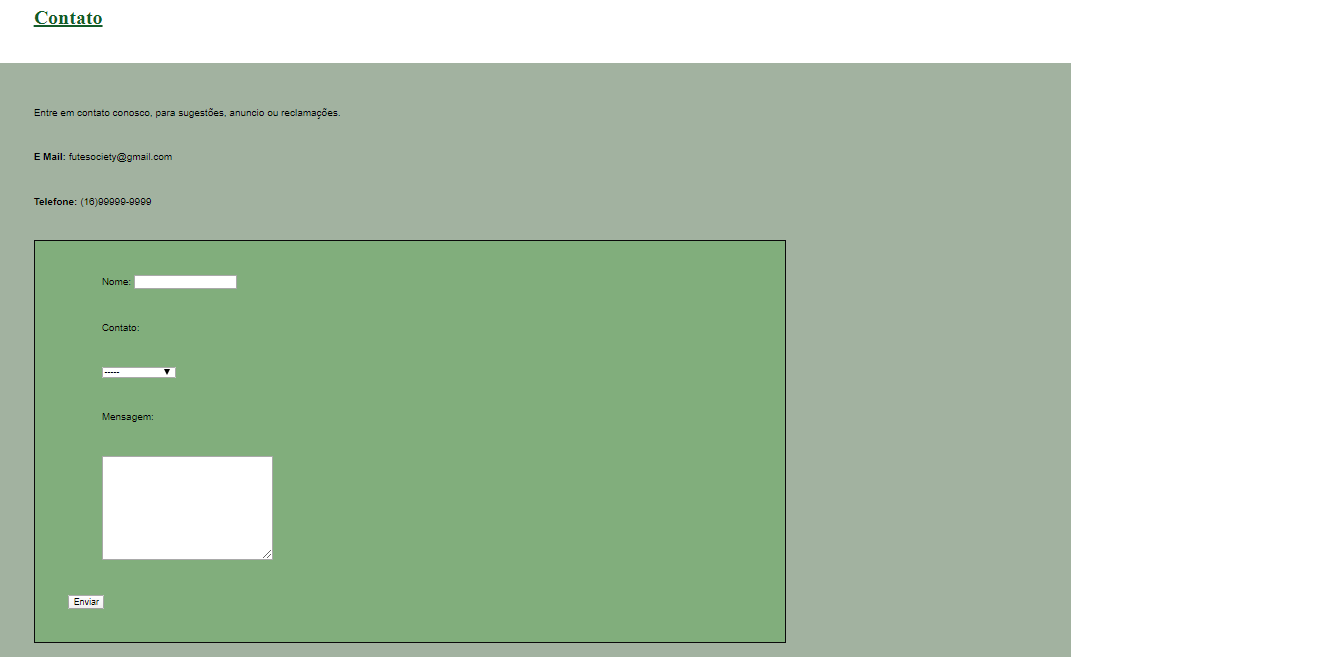 Contato
Entre em contato conosco, para sugestões, anuncio ou reclamações.
E Mail: futesociety@gmail.com
Telefone: (16)99999-9999
Nome:
Contato:
-----
Mensagem:
Enviar